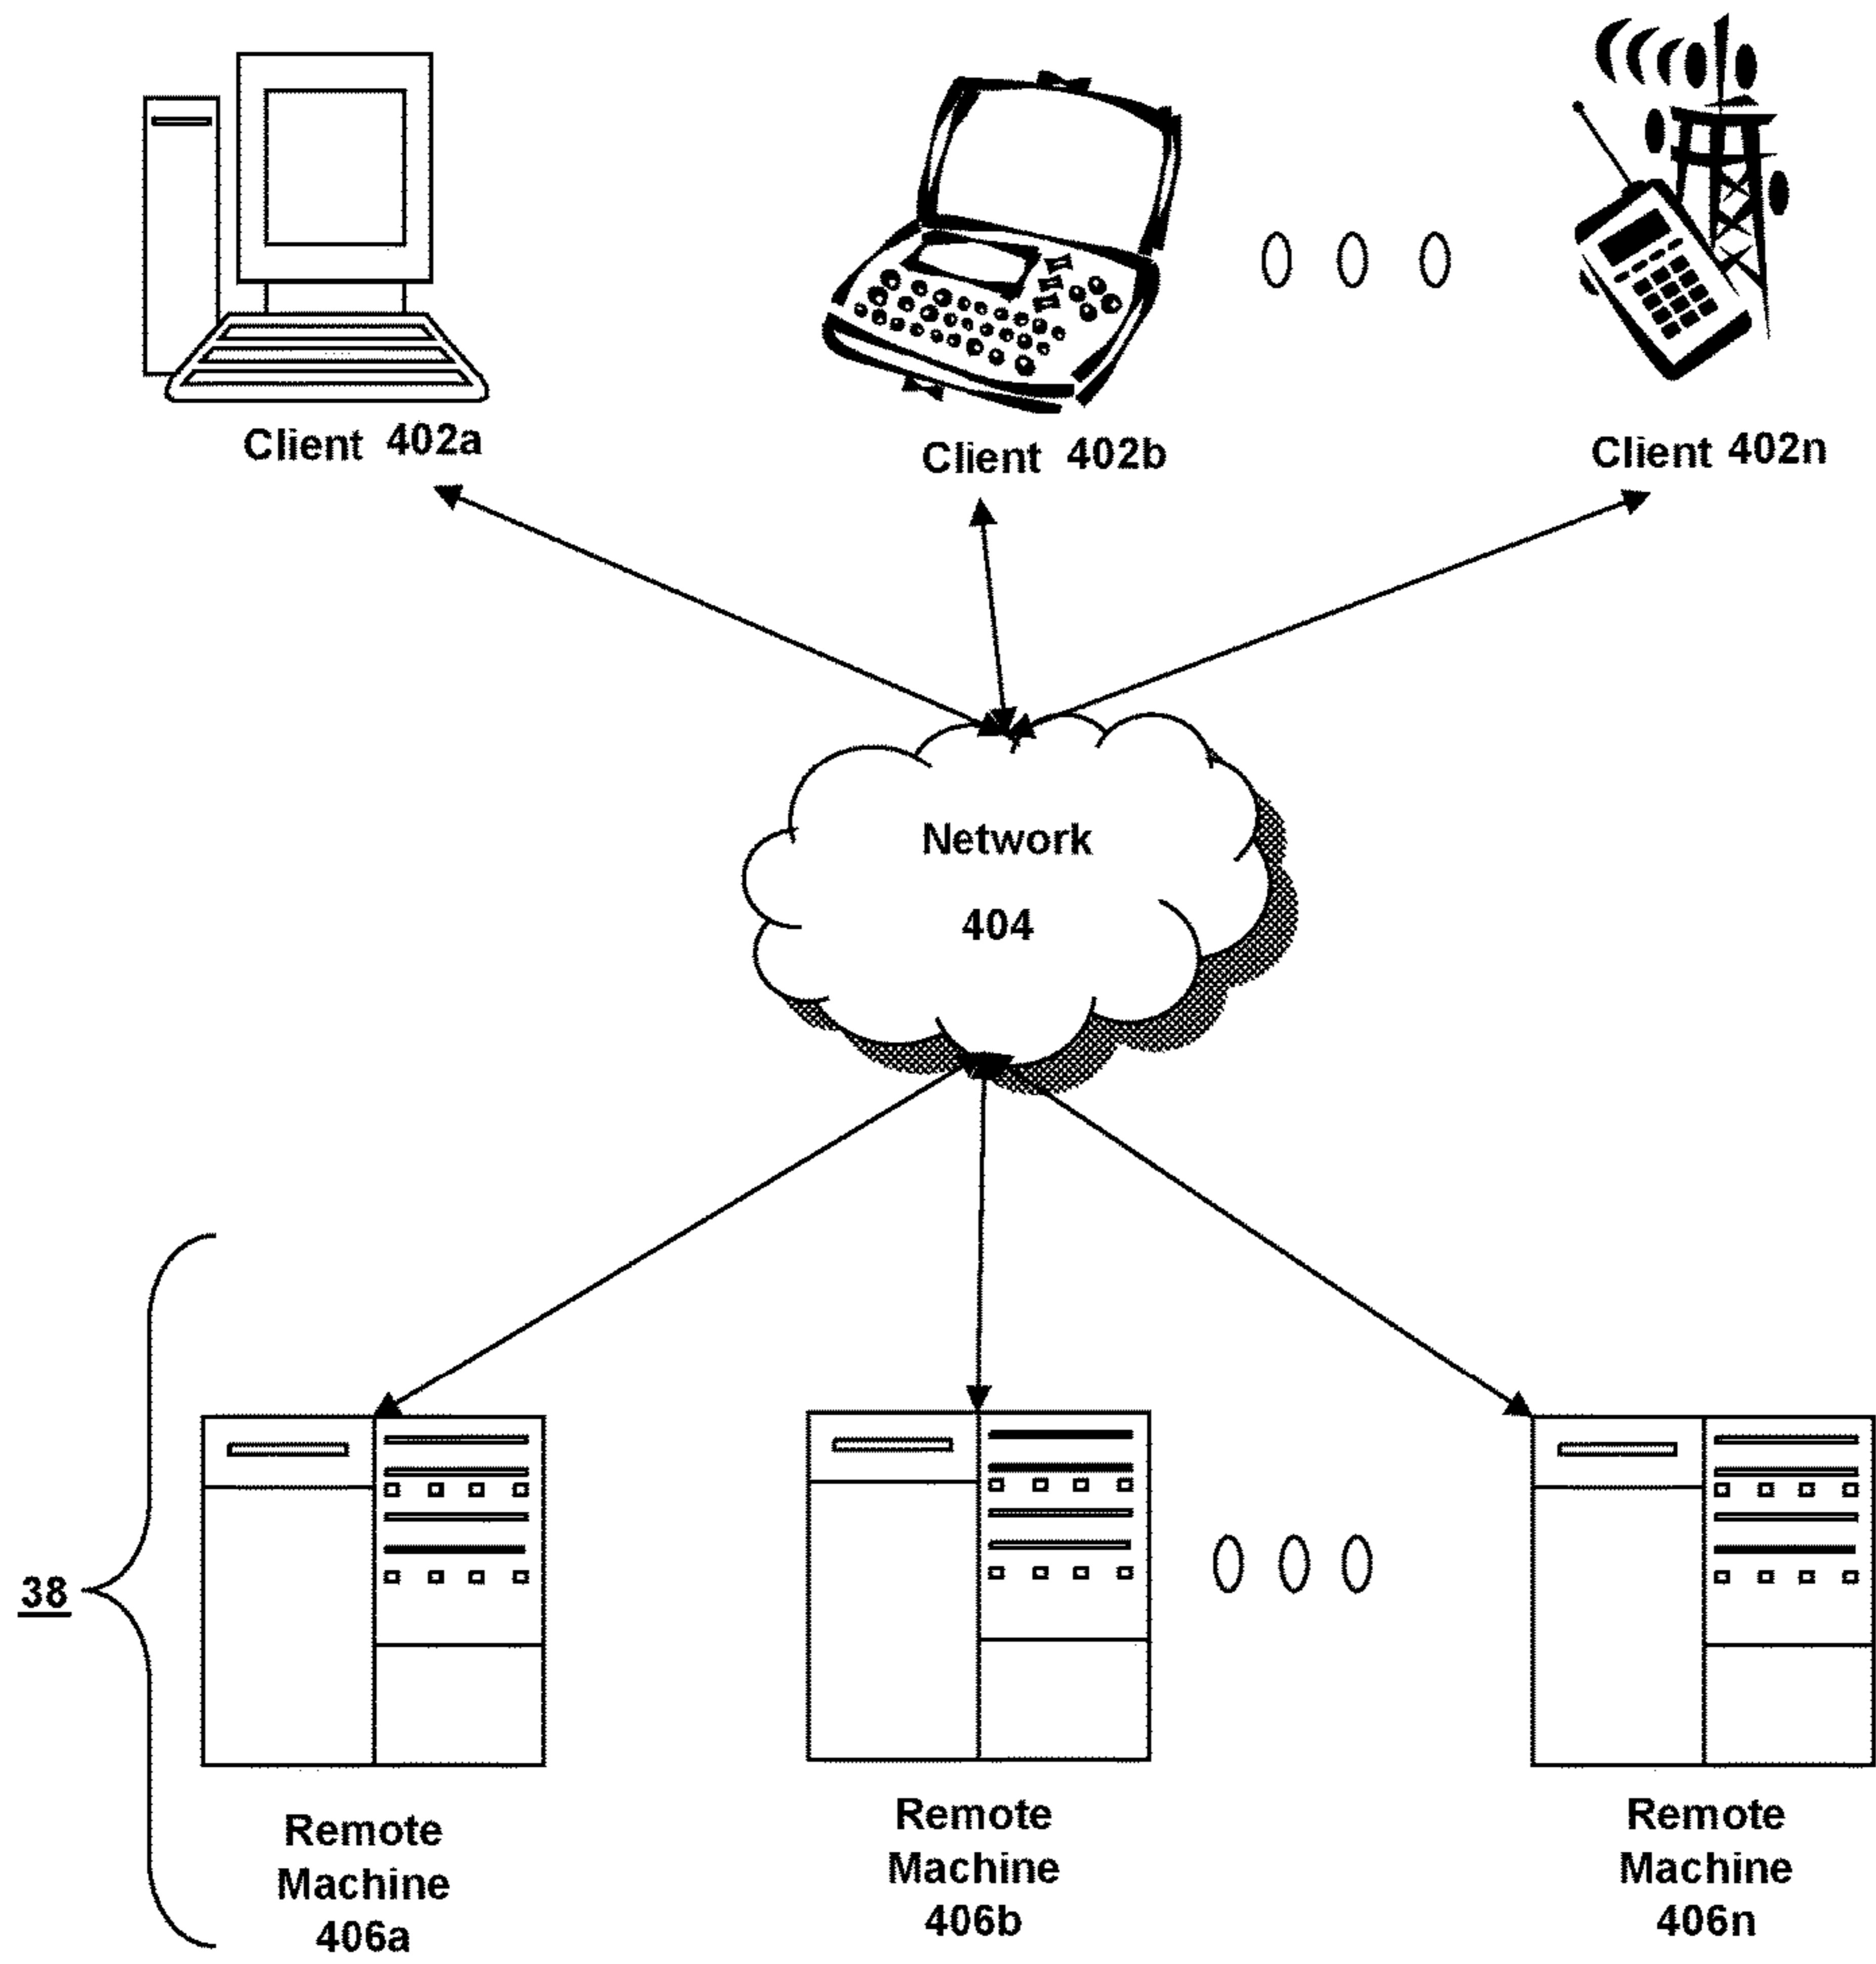 Client 402a
Client 402b
Client 402n
Network
404
38
Remote
Machine
406a
Remote
Machine
406b
Remote
Machine
406n